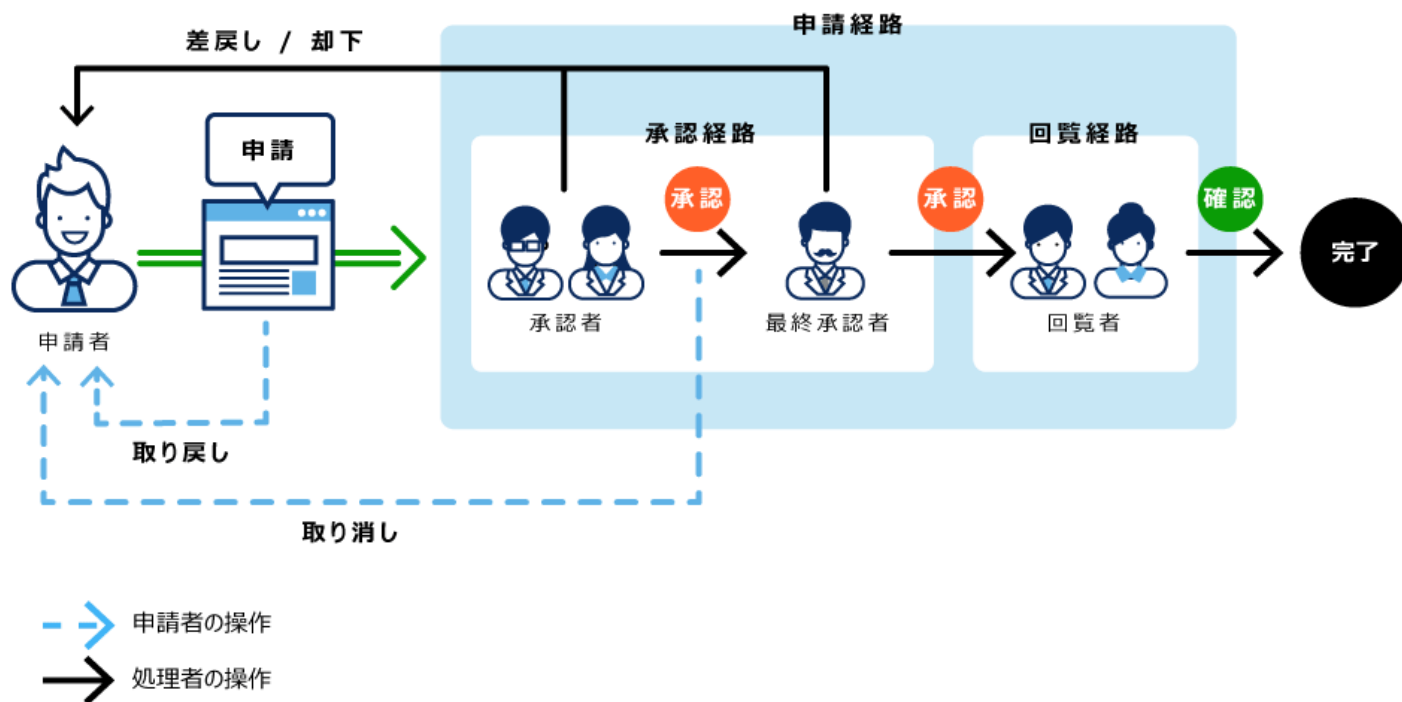 差戻し / 却下
申請経路
申請
承認経路
回覧経路
承認
承認
確認
完了
申請者
承認者
最終承認者
回覧者
取り戻し
取り消し
申請者の操作
処理者の操作